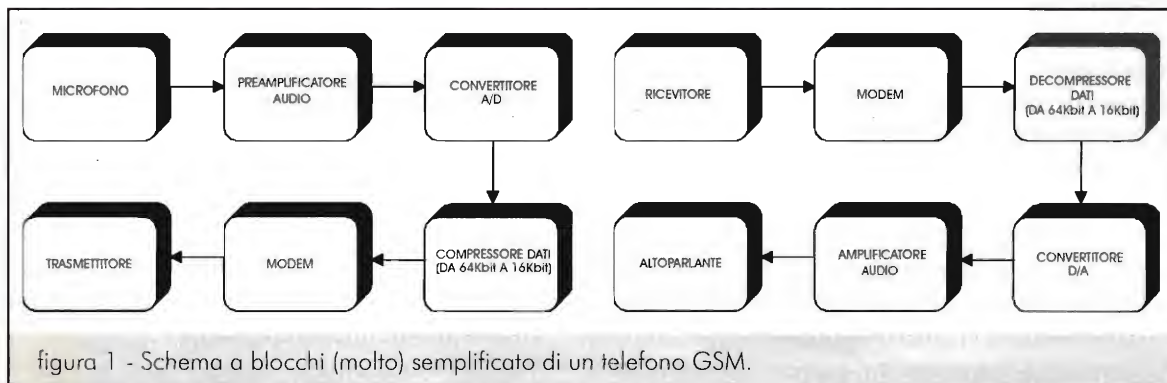 MICROFONO
PREAMPLIFICATORE
AUDIO
CONVERTITORE
A/D
COMPRESSORE DATI
(DA 64Kbit A 16Kbit)
MODEM
TRASMETTITORE
RICEVITORE
MODEM
DECOMPRESSORE
DATI
(DA 64Kbit A 16Kbit)
CONVERTITORE
D/A
AMPLIFICATORE
AUDIO
ALTOPARLANTE
figura 1 - Schema a blocchi (molto) semplificato di un telefono GSM.